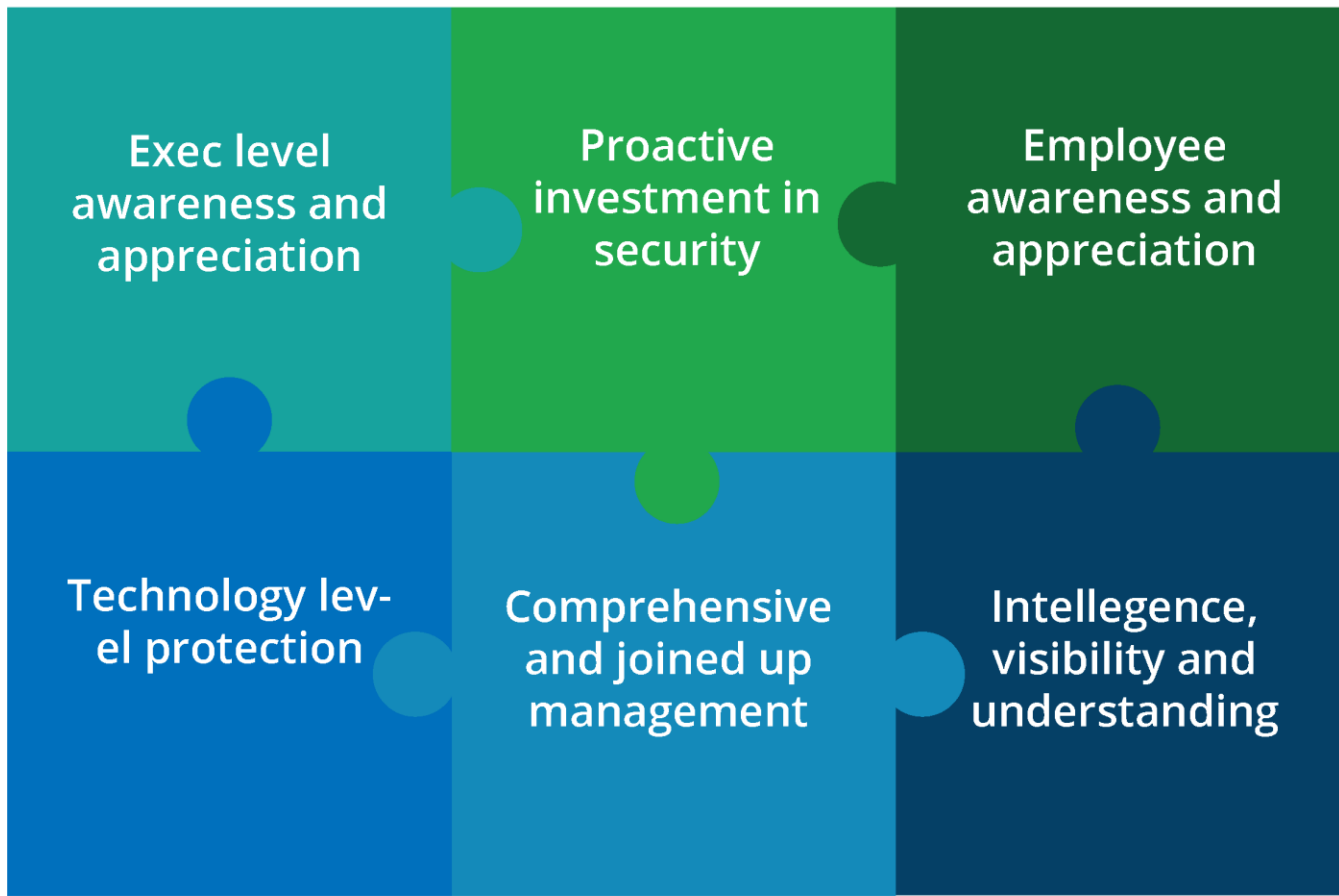 Exec level
awareness and
appreciation
Proactive
investment in
security
Employee
awareness and
appreciation
Technology lev-
el protection
Comprehensive
and joined up
management
Intellegence,
visibility and
understanding